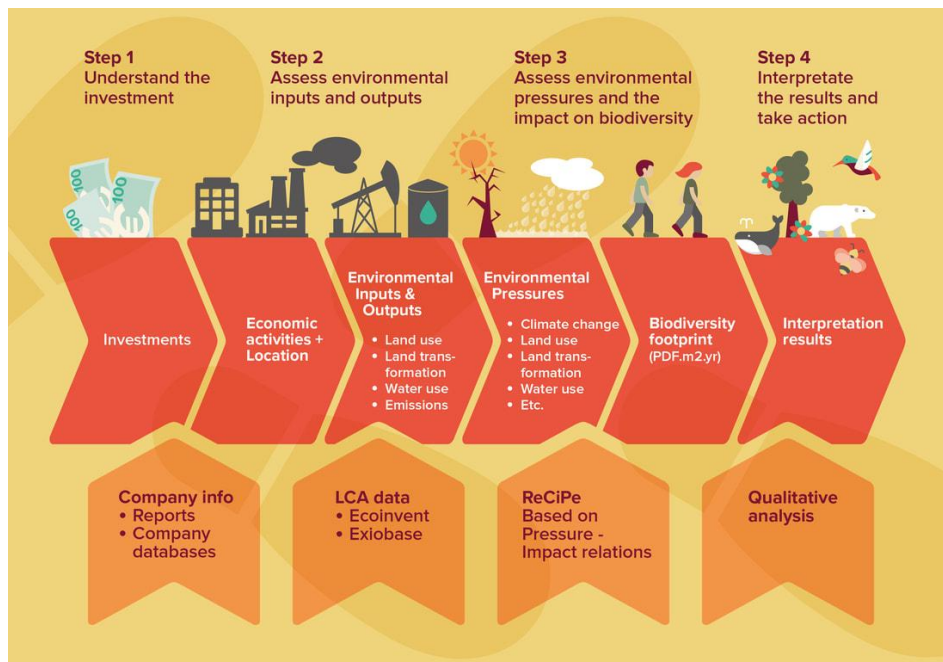 Step 1
Understand the
investment
Step 2
Assess environmental
inputs and outputs
Step 3
Assess environmental
pressures and the
impact on biodiversity
Step 4
Interpretate
the results and
take action
100
100
100
Investments
Economic
activities +
Location
Environmental
Inputs &
Outputs
• Land use
• Land trans-
formation
• Water use
• Emissions
Environmental
Pressures
• Climate change
• Land use
• Land trans-
formation
• Water use
• Etc.
Biodiversity
footprint
(PDF.m2.yr)
Interpretation
results
Company info
• Reports
• Company
databases
LCA data
• Ecoinvent
• Exiobase
ReCiPe
Based on
Pressure -
Impact relations
Qualitative
analysis